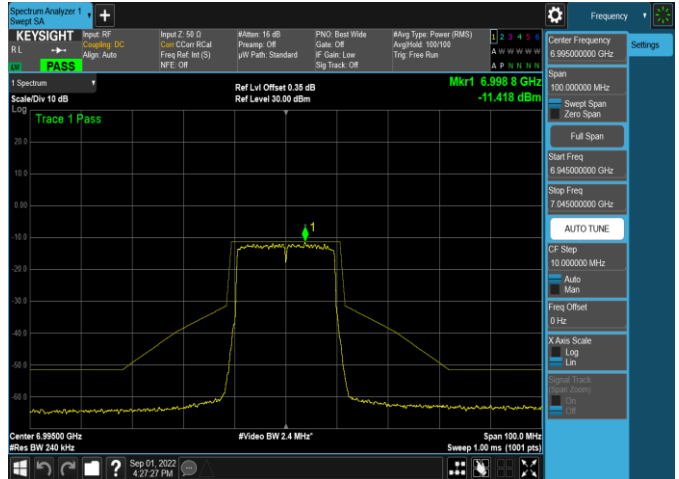 Spectrum Analyzer 1
Swept SA
Frequency
KEYSIGHT
R L
PASS
Input: RF
Coupling: DC
Align: Auto
Input Z: 50 Ω
Corr CCorr RCal
Freq Ref: Int (S)
NFE: Off
#Atten: 16 dB
Preamp: Off
µW Path: Standard
PNO: Best Wide
Gate: Off
IF Gain: Low
Sig Track: Off
#Avg Type: Power (RMS)
Avg|Hold: 100/100
Trig: Free Run
1 2 3 4 5 6
A W W W W W
A P N N N N
1 Spectrum
Scale/Div 10 dB
Ref Lvl Offset 0.35 dB
Ref Level 30.00 dBm
Mkr1 6.998 8 GHz
-11.418 dBm
Log
Trace 1 Pass
20.0
10.0
0.00
-10.0
-20.0
-30.0
-40.0
-50.0
-60.0
1
Center 6.99500 GHz
#Res BW 240 kHz
#Video BW 2.4 MHz*
Span 100.0 MHz
Sweep 1.00 ms (1001 pts)
Sep 01, 2022
4:27:27 PM
Center Frequency
6.995000000 GHz
Settings
Span
100.000000 MHz
Swept Span
Zero Span
Full Span
Start Freq
6.945000000 GHz
Stop Freq
7.045000000 GHz
AUTO TUNE
CF Step
10.000000 MHz
Auto
Man
Freq Offset
0 Hz
X Axis Scale
Log
Lin
Signal Track
(Span Zoom)
On
Off